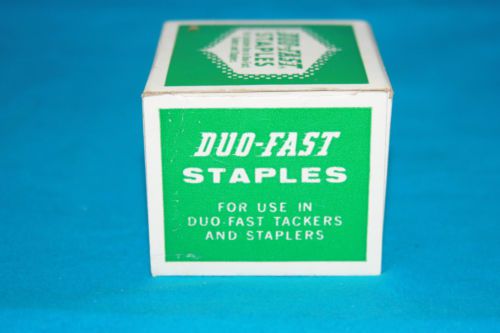 DUO-FAST
STAPLES
DUO-FAST
STAPLES
FOR USE IN
DUO-FAST TACKERS
AND STAPLERS